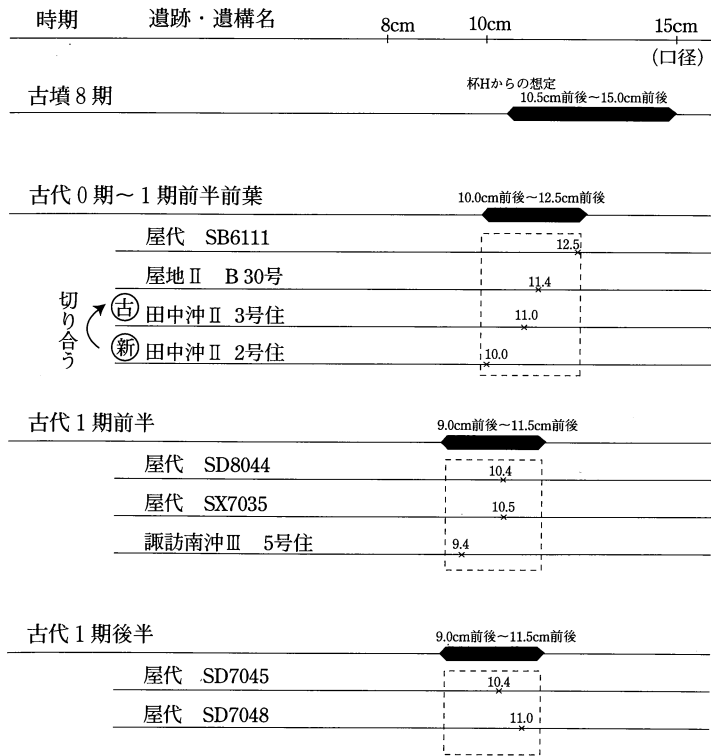 時期 遺跡・遺構名 8cm 10cm 15cm
(口径)
古墳8期 杯Hからの想定
10.5cm前後～15.0cm前後
古代0期～1期前半前葉 10.0cm前後～12.5cm前後
屋代 SB6111 12.5
屋地Ⅱ B30号 11.4
切り合う
古 田中沖Ⅱ 3号住 11.0
新 田中沖Ⅱ 2号住 10.0
古代1期前半 9.0cm前後～11.5cm前後
屋代 SD8044 10.4
屋代 SX7035 10.5
諏訪南沖Ⅲ 5号住 9.4
古代1期後半 9.0cm前後～11.5cm前後
屋代 SD7045 10.4
屋代 SD7048 11.0